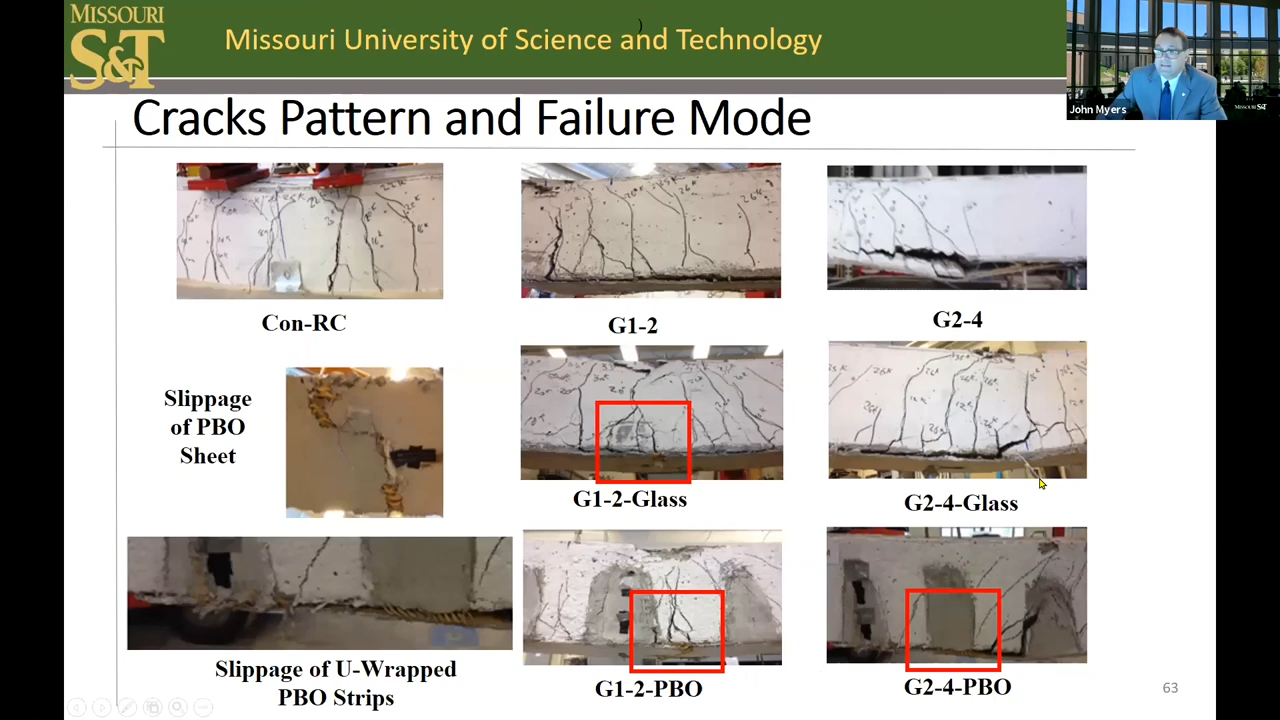 MISSOURI
S&T
Missouri University of Science and Technology
John Myers
MISSOURI S&T
Cracks Pattern and Failure Mode
Con-RC
G1-2
G2-4
Slippage
of PBO
Sheet
G1-2-Glass
G2-4-Glass
Slippage of U-Wrapped
PBO Strips
G1-2-PBO
G2-4-PBO
63